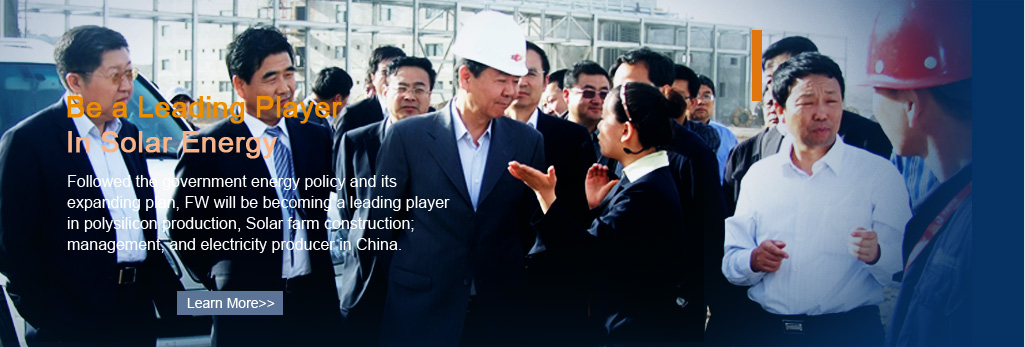 Be a Leading Player
In Solar Energy
Followed the government energy policy and its
expanding plan, FW will be becoming a leading player
in polysilicon production, Solar farm construction;
management, and electricity producer in China.
Learn More>>